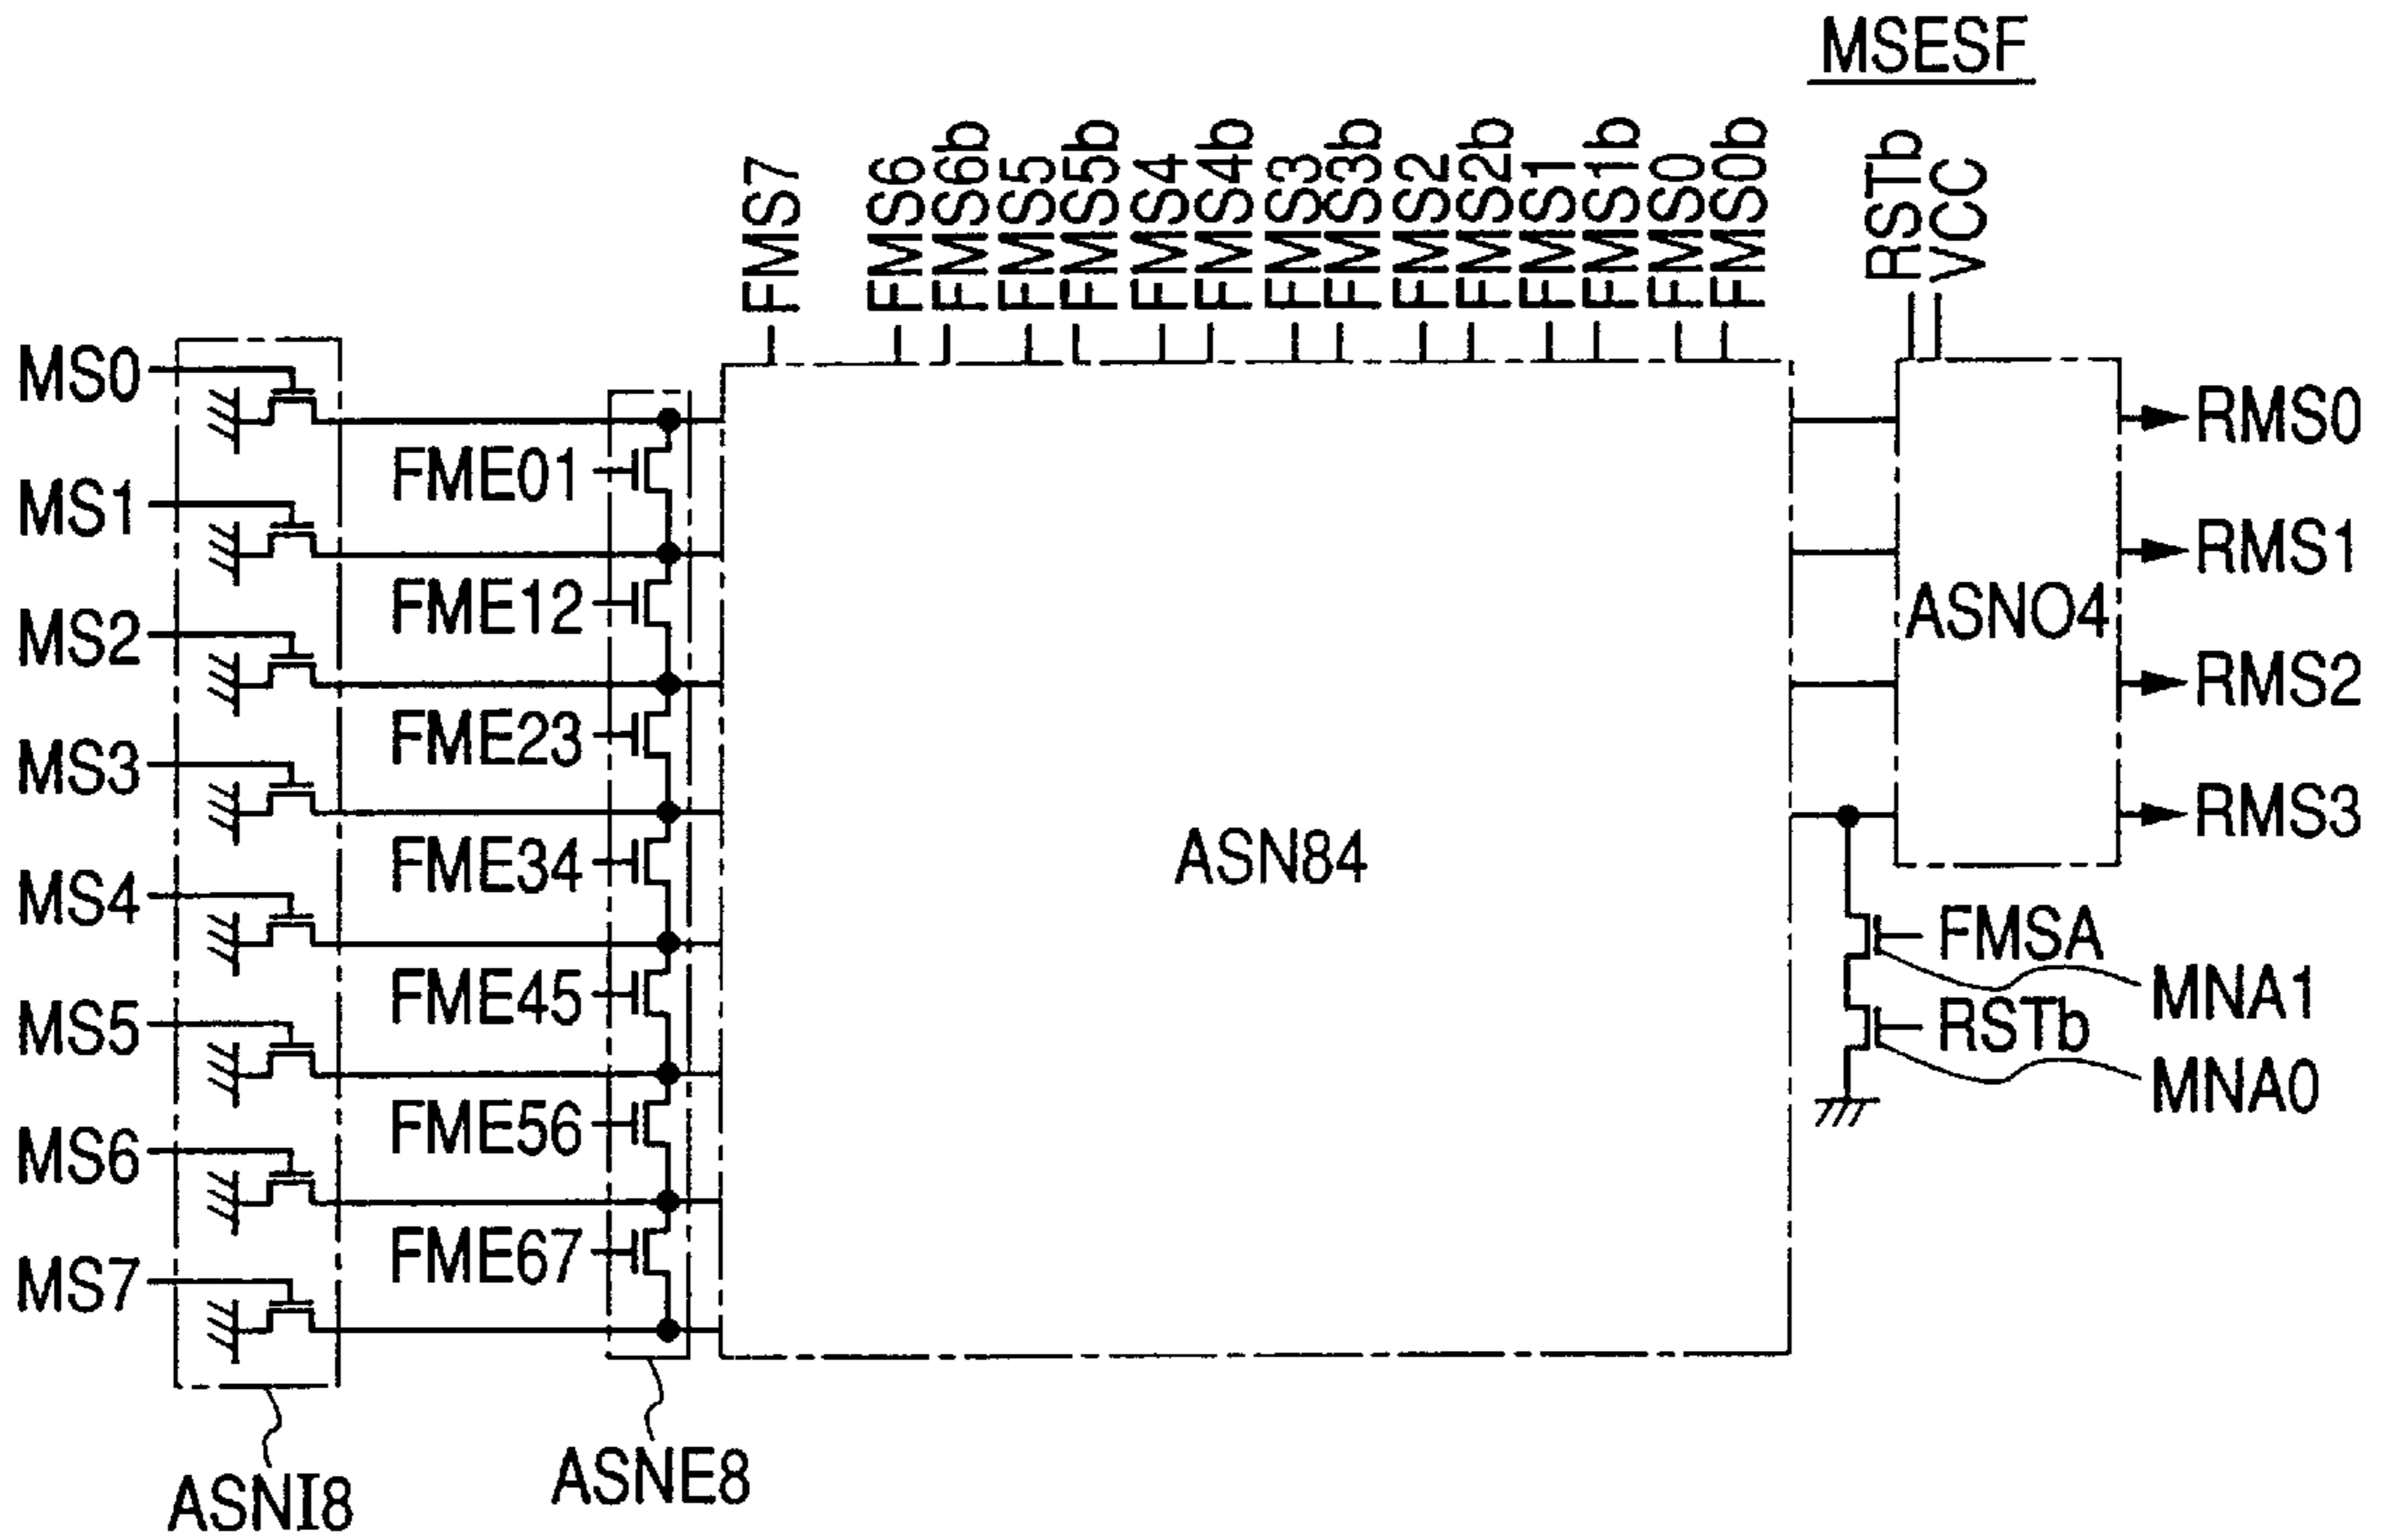 MSESF
FMS7
FMS6
FMS6b
FMS5
FMS5b
FMS4
FMS4b
FMS3
FMS3b
FMS2
FMS2b
FMS1
FMS1b
FMS0
FMS0b
RSTb
VCC
MS0
MS1
MS2
MS3
MS4
MS5
MS6
MS7
FME01
FME12
FME23
FME34
FME45
FME56
FME67
ASN84
ASNO4
RMS0
RMS1
RMS2
RMS3
FMSA
MNA1
RSTb
MNA0
ASNI8
ASNE8